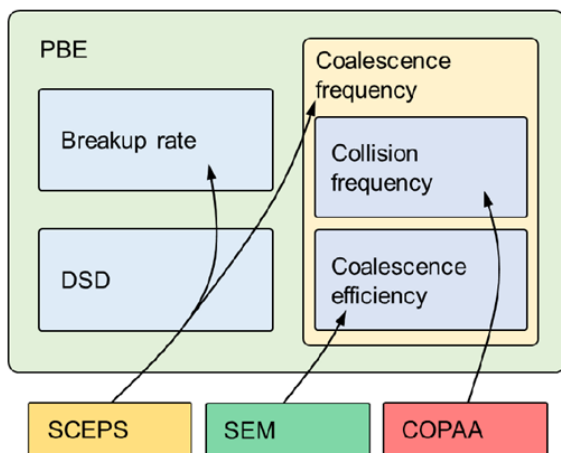 PBE
Breakup rate
DSD
Coalescence
frequency
Collision
frequency
Coalescence
efficiency
SCEPS
SEM
COPAA